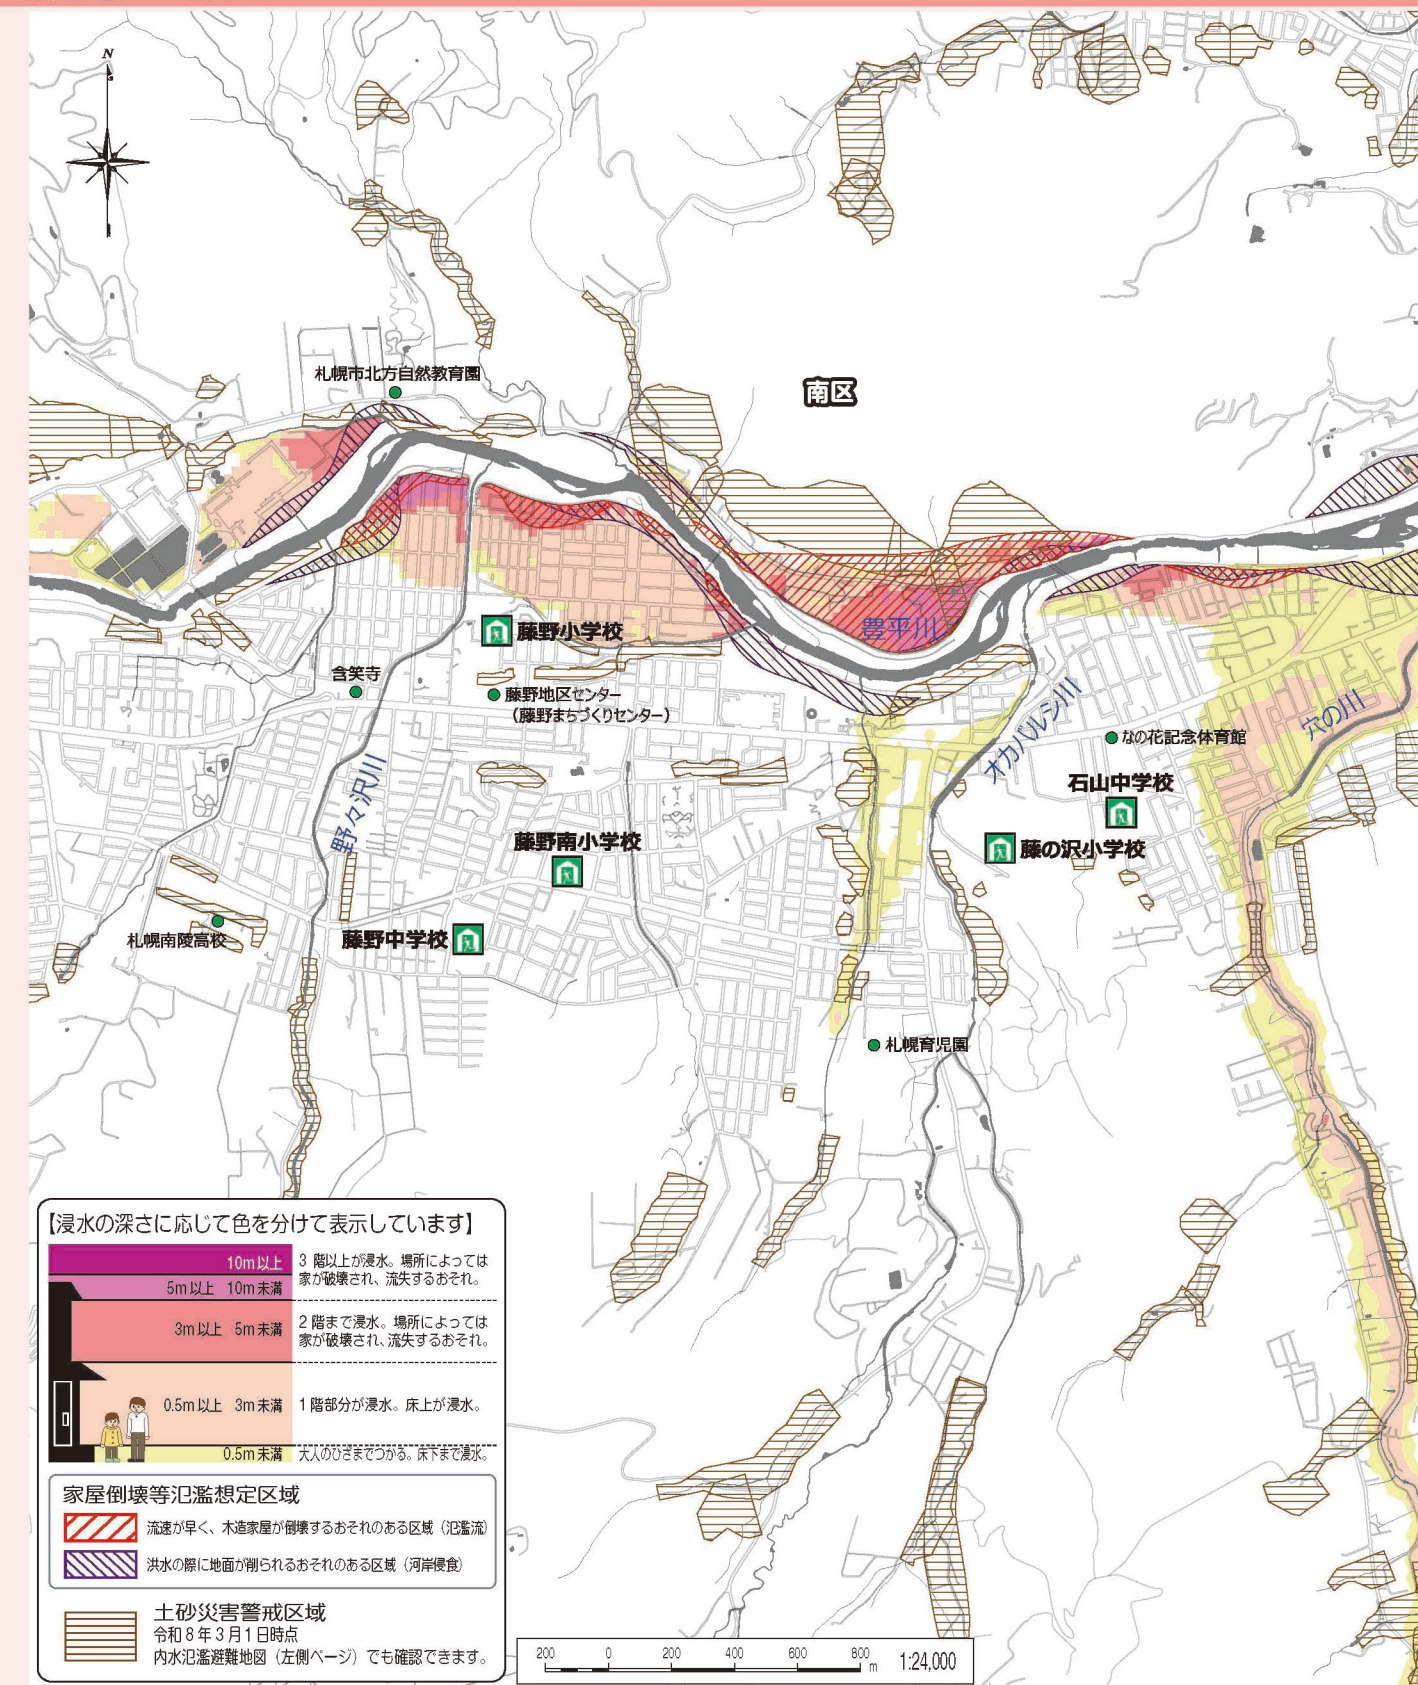 N
札幌市北方自然教育園
南区
豊平川
藤野小学校
含笑寺
藤野地区センター
（藤野まちづくりセンター）
オカバルシ川
穴の川
なの花記念体育館
石山中学校
野々沢川
藤野南小学校
藤の沢小学校
札幌南陵高校
藤野中学校
札幌育児園
【浸水の深さに応じて色を分けて表示しています】
10m以上
3階以上が浸水。場所によっては
家が破壊され、流失するおそれ。
5m以上 10m未満
3m以上 5m未満
2階まで浸水。場所によっては
家が破壊され、流失するおそれ。
0.5m以上 3m未満
1階部分が浸水。床上が浸水。
0.5m未満
大人のひざまでつかる。床下まで浸水。
家屋倒壊等氾濫想定区域
流速が早く、木造家屋が倒壊するおそれのある区域（氾濫流）
洪水の際に地面が削られるおそれのある区域（河岸侵食）
土砂災害警戒区域
令和8年3月1日時点
内水氾濫避難地図（左側ページ）でも確認できます。
200 0 200 400 600 800 m 1:24,000